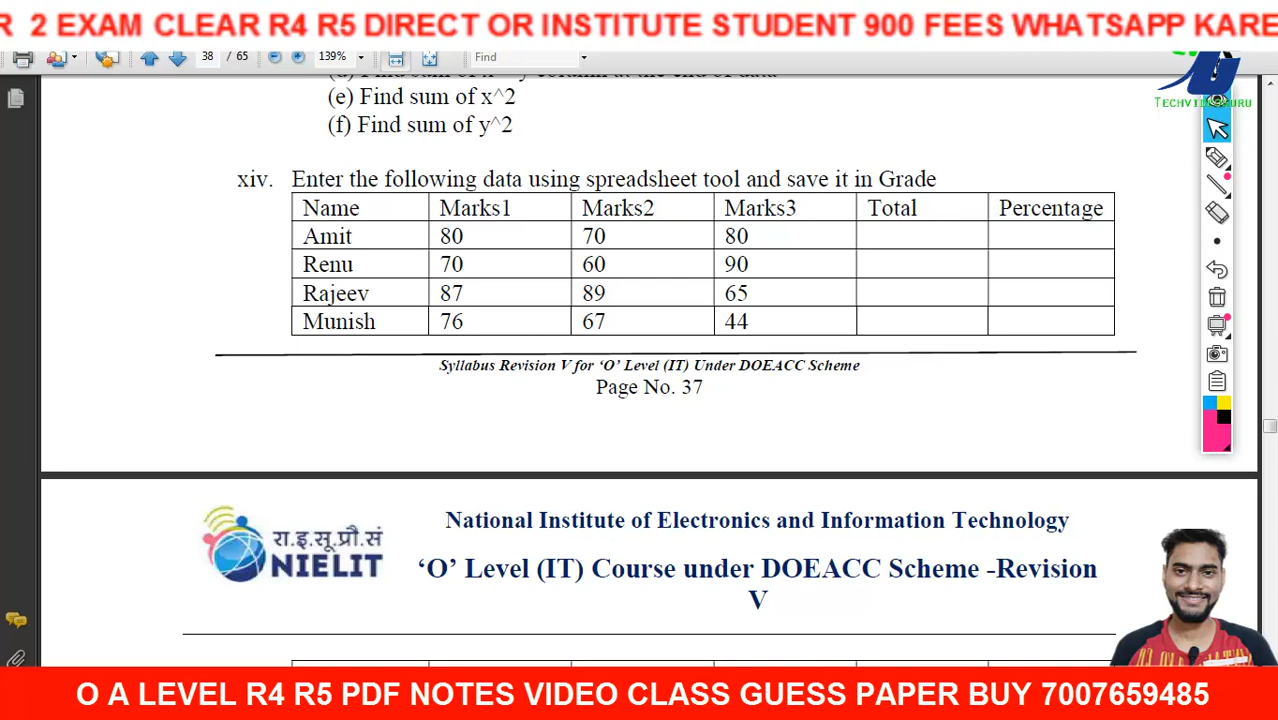 R 2 EXAM CLEAR R4 R5 DIRECT OR INSTITUTE STUDENT 900 FEES WHATSAPP KARE
38 / 65 139% Find
TECHVIDYGURU
(e) Find sum of x^2
(f) Find sum of y^2
xiv. Enter the following data using spreadsheet tool and save it in Grade
Name Marks1 Marks2 Marks3 Total Percentage
Amit 80 70 80
Renu 70 60 90
Rajeev 87 89 65
Munish 76 67 44
Syllabus Revision V for ‘O’ Level (IT) Under DOEACC Scheme
Page No. 37
रा.इ.सू.प्रौ.सं
NIELIT
National Institute of Electronics and Information Technology
‘O’ Level (IT) Course under DOEACC Scheme -Revision
V
O A LEVEL R4 R5 PDF NOTES VIDEO CLASS GUESS PAPER BUY 7007659485